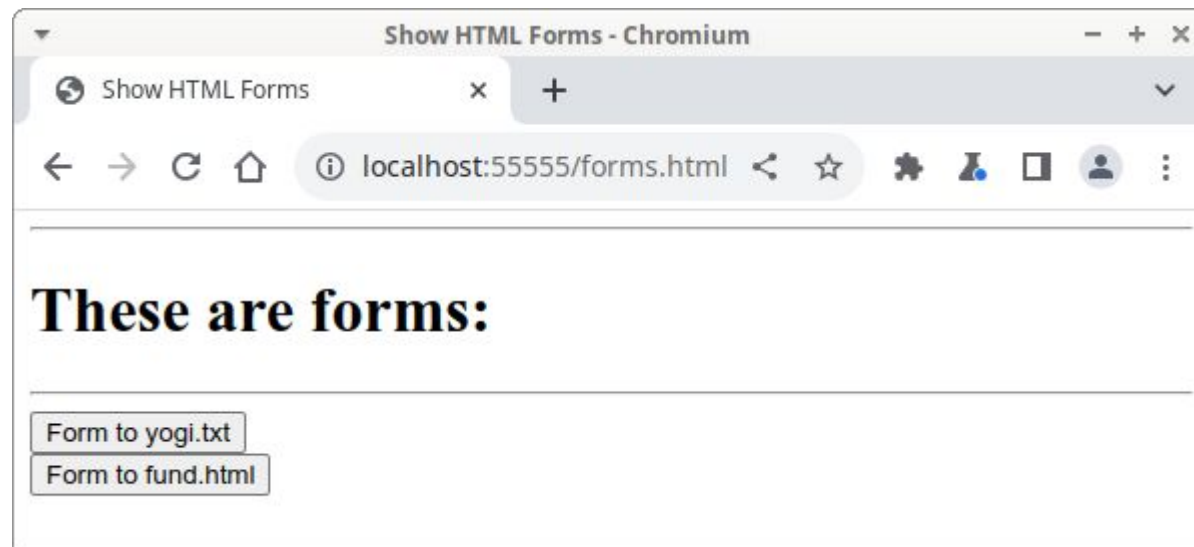 Show HTML Forms - Chromium
Show HTML Forms
localhost:55555/forms.html
These are forms:
Form to yogi.txt
Form to fund.html